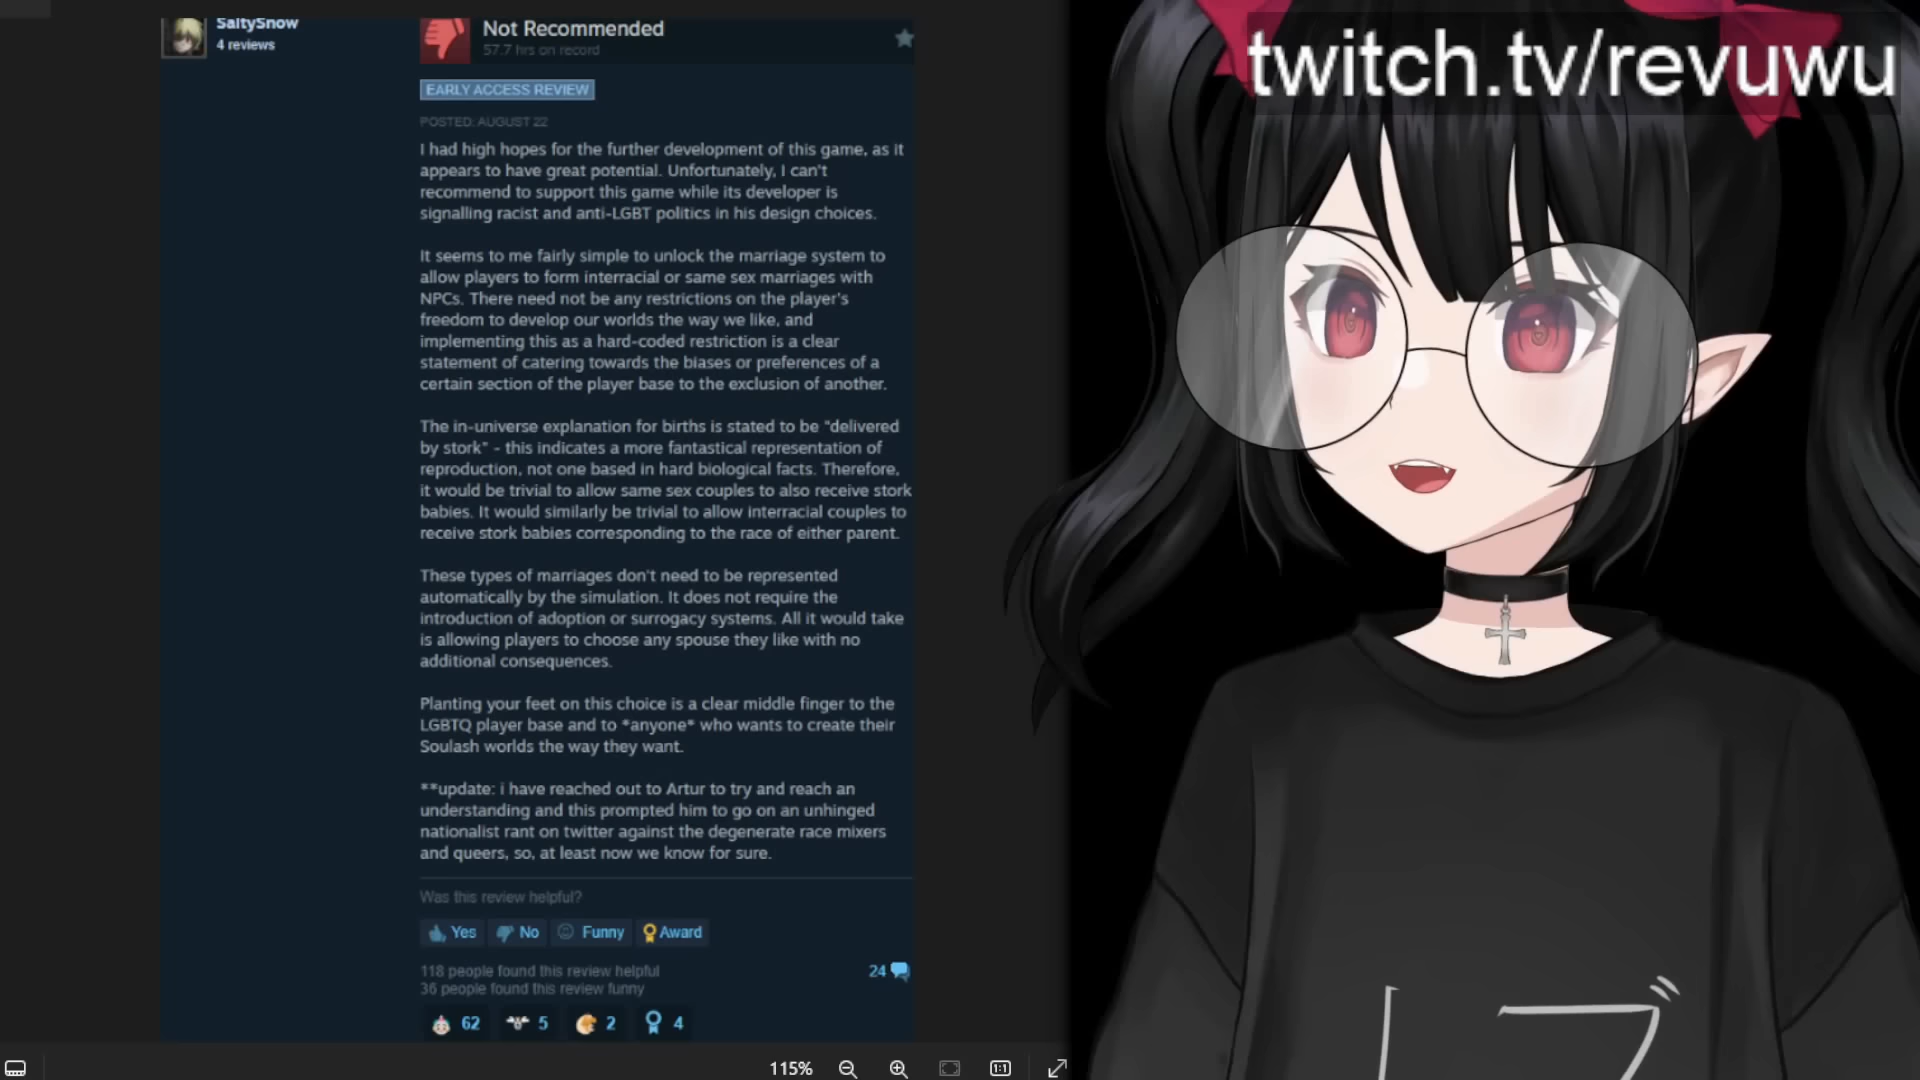 SaltySnow
4 reviews
Not Recommended
57.7 hrs on record
EARLY ACCESS REVIEW
POSTED: AUGUST 22
I had high hopes for the further development of this game, as it
appears to have great potential. Unfortunately, I can't
recommend to support this game while its developer is
signalling racist and anti-LGBT politics in his design choices.
It seems to me fairly simple to unlock the marriage system to
allow players to form interracial or same sex marriages with
NPCs. There need not be any restrictions on the player's
freedom to develop our worlds the way we like, and
implementing this as a hard-coded restriction is a clear
statement of catering towards the biases or preferences of a
certain section of the player base to the exclusion of another.
The in-universe explanation for births is stated to be "delivered
by stork" - this indicates a more fantastical representation of
reproduction, not one based in hard biological facts. Therefore,
it would be trivial to allow same sex couples to also receive stork
babies. It would similarly be trivial to allow interracial couples to
receive stork babies corresponding to the race of either parent.
These types of marriages don't need to be represented
automatically by the simulation. It does not require the
introduction of adoption or surrogacy systems. All it would take
is allowing players to choose any spouse they like with no
additional consequences.
Planting your feet on this choice is a clear middle finger to the
LGBTQ player base and to *anyone* who wants to create their
Soulash worlds the way they want.
**update: i have reached out to Artur to try and reach an
understanding and this prompted him to go on an unhinged
nationalist rant on twitter against the degenerate race mixers
and queers, so, at least now we know for sure.
Was this review helpful?
Yes No Funny Award
118 people found this review helpful
24
36 people found this review funny
62 5 2 4
115%
1:1
twitch.tv/revuwu